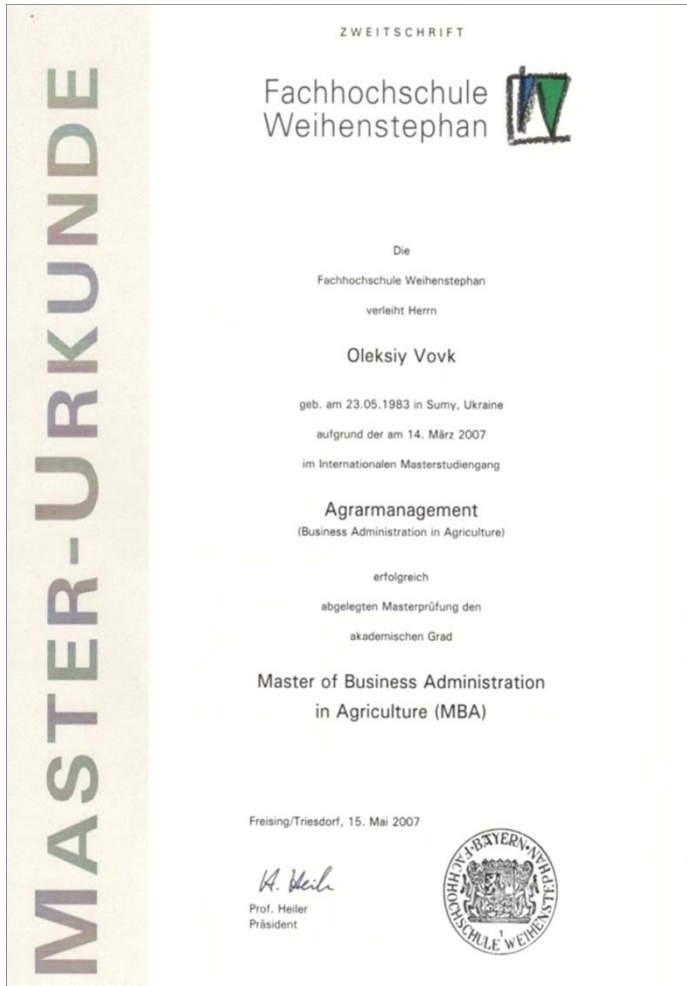 ZWEITSCHRIFT
Fachhochschule
Weihenstephan
MASTER-URKUNDE
Die
Fachhochschule Weihenstephan
verleiht Herrn
Oleksiy Vovk
geb. am 23.05.1983 in Sumy, Ukraine
aufgrund der am 14. März 2007
im Internationalen Masterstudiengang
Agrarmanagement
(Business Administration in Agriculture)
erfolgreich
abgelegten Masterprüfung den
akademischen Grad
Master of Business Administration
in Agriculture (MBA)
Freising/Triesdorf, 15. Mai 2007
H. Heiler
Prof. Heiler
Präsident
BAYERN
FACHHOCHSCHULE WEIHENSTEPHAN
1